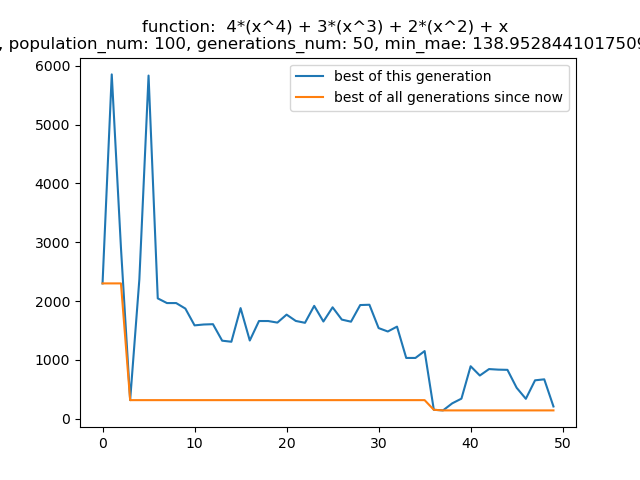 function:  4*(x^4) + 3*(x^3) + 2*(x^2) + x
, population_num: 100, generations_num: 50, min_mae: 138.9528441017509
best of this generation
best of all generations since now
6000
5000
4000
3000
2000
1000
0
0 10 20 30 40 50